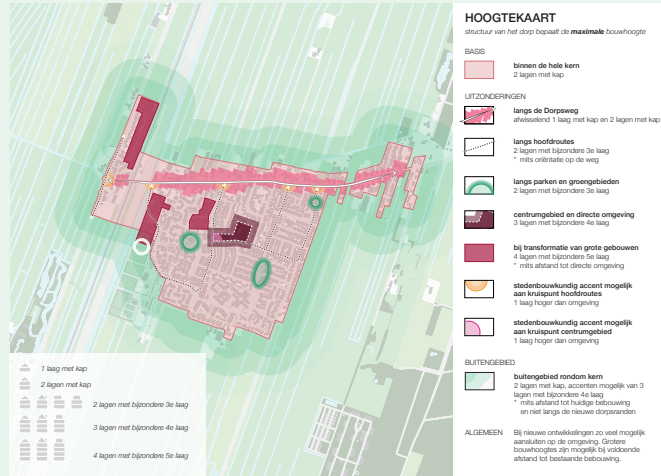 HOOGTEKAART
structuur van het dorp bepaalt de maximale bouwhoogte
BASIS
binnen de hele kern
2 lagen met kap
UITZONDERINGEN
langs de Dorpsweg
afwisselend 1 laag met kap en 2 lagen met kap
langs hoofdroutes
2 lagen met bijzondere 3e laag
* mits oriëntatie op de weg
langs parken en groengebieden
2 lagen met bijzondere 3e laag
centrumgebied en directe omgeving
3 lagen met bijzondere 4e laag
bij transformatie van grote gebouwen
4 lagen met bijzondere 5e laag
* mits afstand tot directe omgeving
stedenbouwkundig accent mogelijk
aan kruispunt hoofdroutes
1 laag hoger dan omgeving
stedenbouwkundig accent mogelijk
aan kruispunt centrumgebied
1 laag hoger dan omgeving
BUITENGEBIED
buitengebied rondom kern
2 lagen met kap, accenten mogelijk van 3
lagen met bijzondere 4e laag
* mits afstand tot huidige bebouwing
en niet langs de nieuwe dorpsranden
ALGEMEEN Bij nieuwe ontwikkelingen zo veel mogelijk
aansluiten op de omgeving. Grotere
bouwhoogtes zijn mogelijk bij voldoende
afstand tot bestaande bebouwing.
1 laag met kap
2 lagen met kap
2 lagen met bijzondere 3e laag
3 lagen met bijzondere 4e laag
4 lagen met bijzondere 5e laag